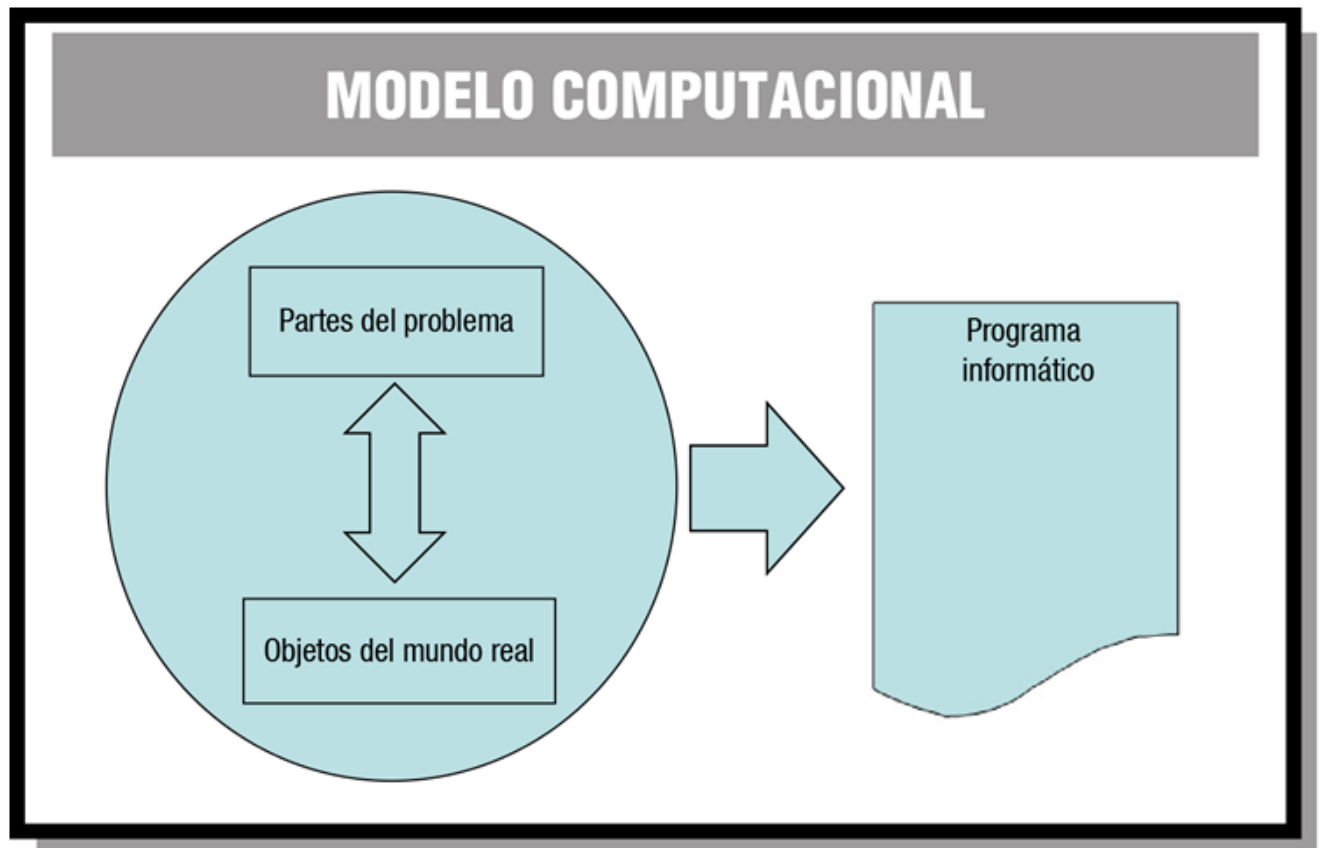 MODELO COMPUTACIONAL
Partes del problema
Objetos del mundo real
Programa
informático